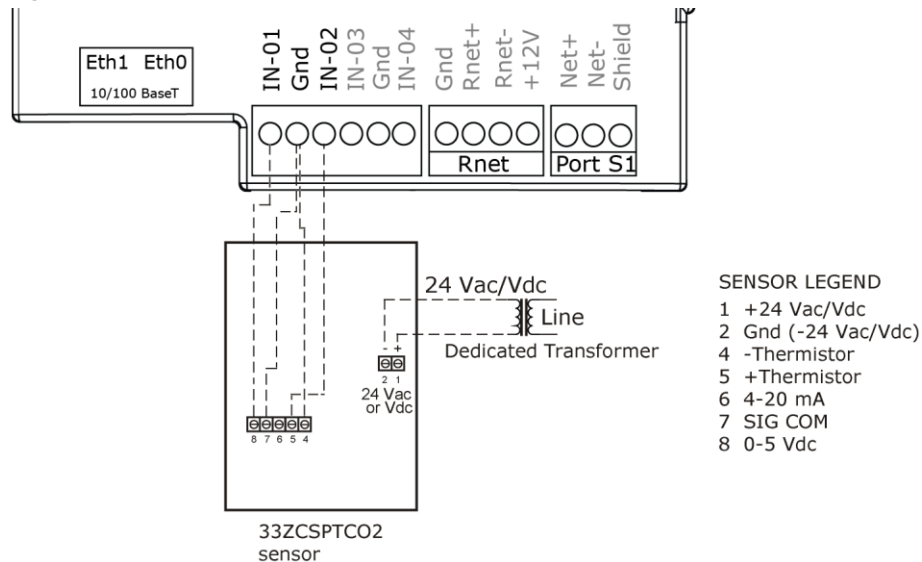 Eth1 Eth0
10/100 BaseT
IN-01
Gnd
IN-02
IN-03
Gnd
IN-04
Gnd
Rnet+
Rnet-
+12V
Net+
Net-
Shield
Rnet
Port S1
24 Vac/Vdc
Line
Dedicated Transformer
- +
2 1
24 Vac
or Vdc
8 7 6 5 4
33ZCSPTCO2
sensor
SENSOR LEGEND
1 +24 Vac/Vdc
2 Gnd (-24 Vac/Vdc)
4 -Thermistor
5 +Thermistor
6 4-20 mA
7 SIG COM
8 0-5 Vdc